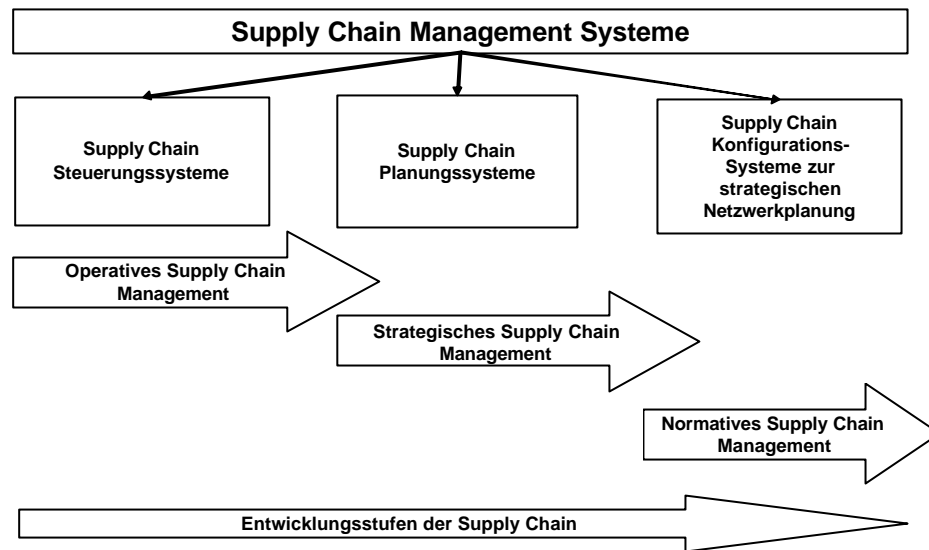 Supply Chain Management Systeme
Supply Chain
Steuerungssysteme
Supply Chain
Planungssysteme
Supply Chain
Konfigurations-
Systeme zur
strategischen
Netzwerkplanung
Operatives Supply Chain
Management
Strategisches Supply Chain
Management
Normatives Supply Chain
Management
Entwicklungsstufen der Supply Chain